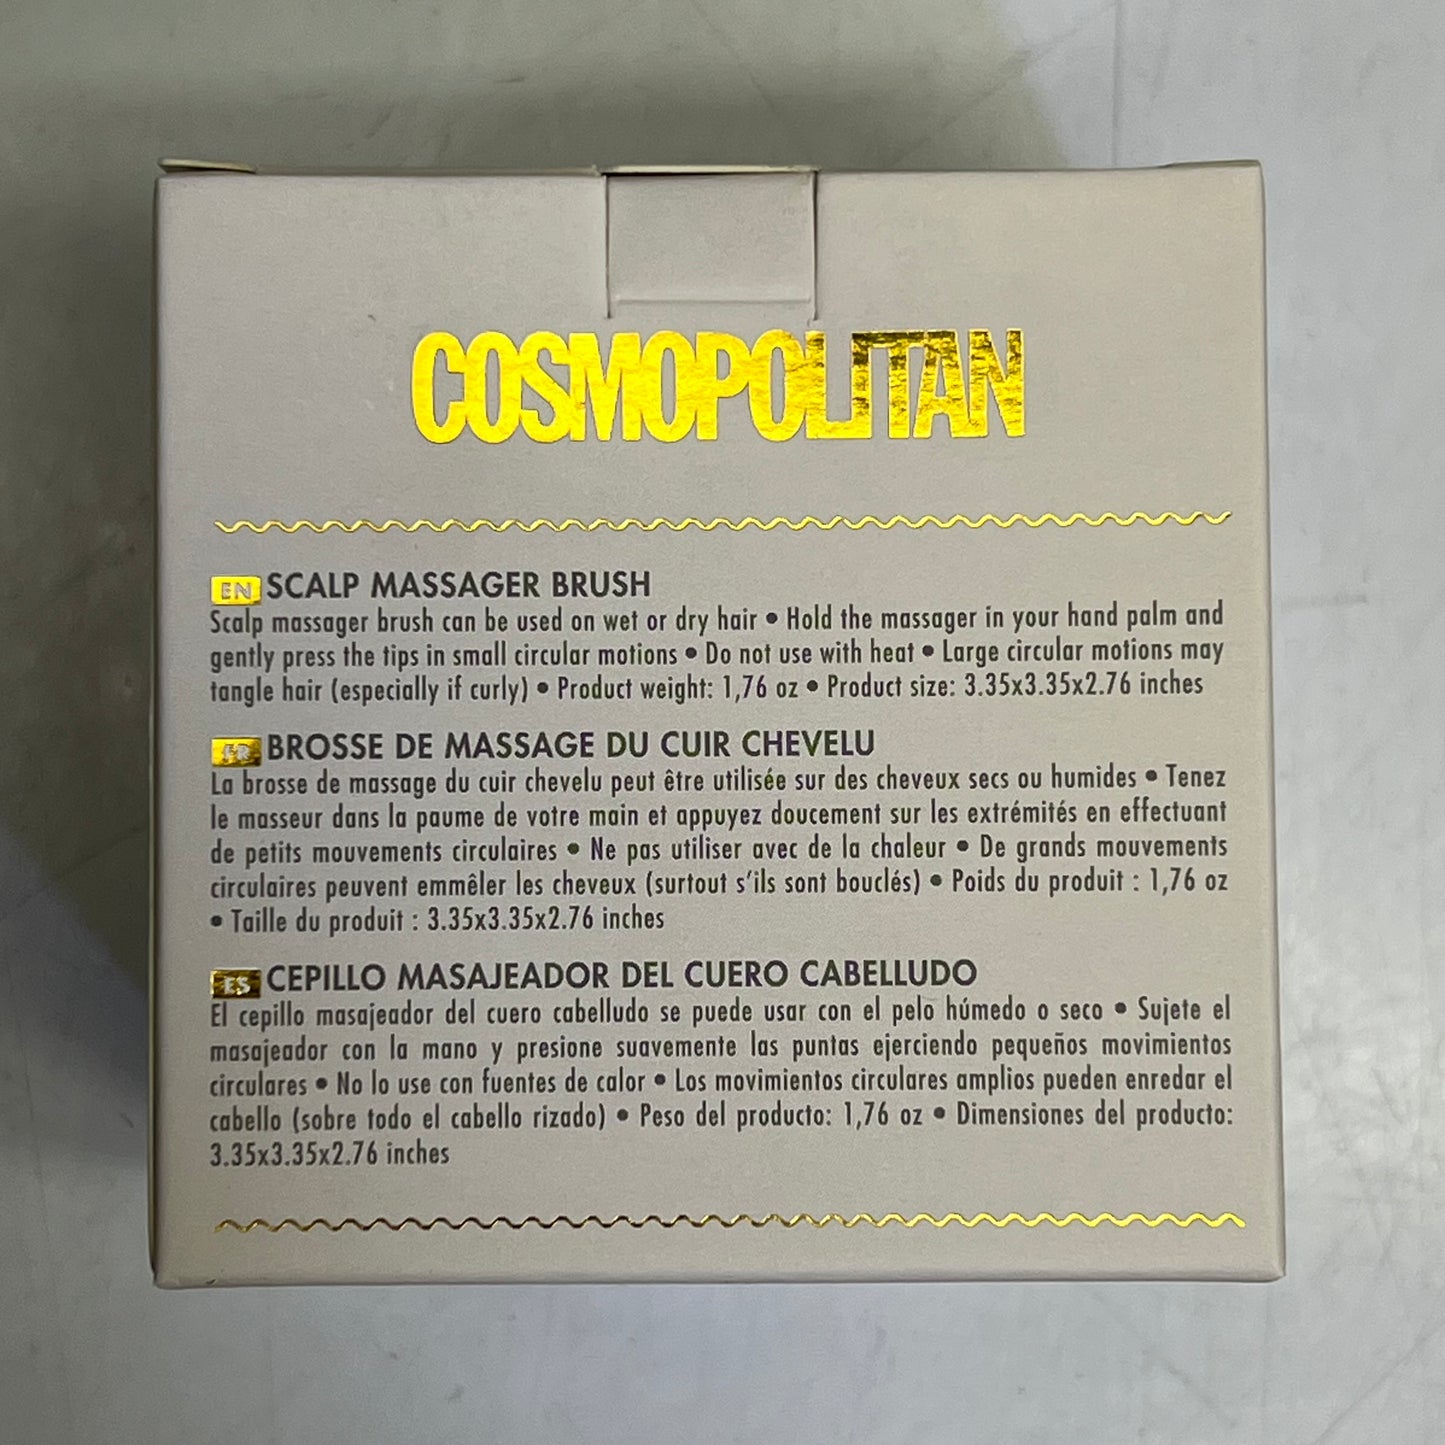 COSMOPOLITAN
EN SCALP MASSAGER BRUSH
Scalp massager brush can be used on wet or dry hair • Hold the massager in your hand palm and
gently press the tips in small circular motions • Do not use with heat • Large circular motions may
tangle hair (especially if curly) • Product weight: 1,76 oz • Product size: 3.35x3.35x2.76 inches
FR BROSSE DE MASSAGE DU CUIR CHEVELU
La brosse de massage du cuir chevelu peut être utilisée sur des cheveux secs ou humides • Tenez
le masseur dans la paume de votre main et appuyez doucement sur les extrémités en effectuant
de petits mouvements circulaires • Ne pas utiliser avec de la chaleur • De grands mouvements
circulaires peuvent emmêler les cheveux (surtout s'ils sont bouclés) • Poids du produit : 1,76 oz
• Taille du produit : 3.35x3.35x2.76 inches
ES CEPILLO MASAJEADOR DEL CUERO CABELLUDO
El cepillo masajeador del cuero cabelludo se puede usar con el pelo húmedo o seco • Sujete el
masajeador con la mano y presione suavemente las puntas ejerciendo pequeños movimientos
circulares • No lo use con fuentes de calor • Los movimientos circulares amplios pueden enredar el
cabello (sobre todo el cabello rizado) • Peso del producto: 1,76 oz • Dimensiones del producto:
3.35x3.35x2.76 inches